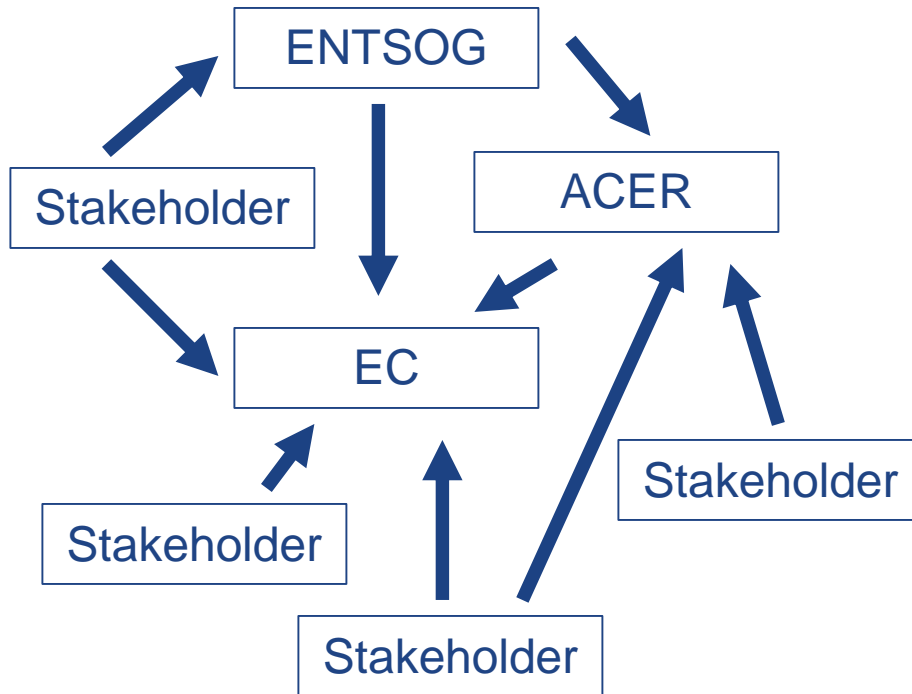 ENTSOG
ACER
Stakeholder
EC
Stakeholder
Stakeholder
Stakeholder